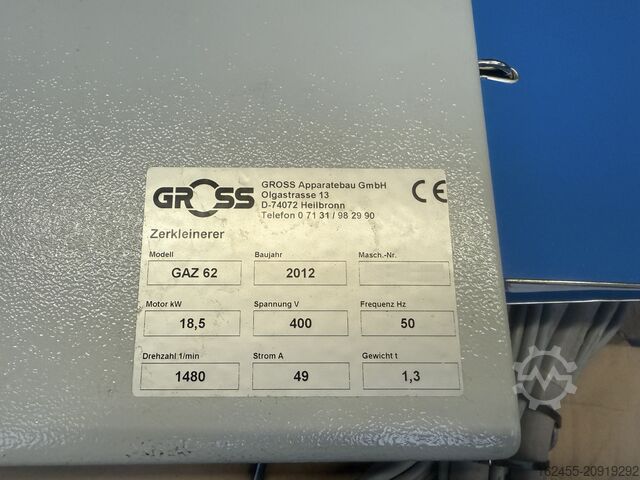 GROSS
GROSS Apparatebau GmbH
Olgastrasse 13
D-74072 Heilbronn
Telefon 0 71 31 / 98 29 90
CE
Zerkleinerer
Modell Baujahr Masch.-Nr.
GAZ 62 2012
Motor kW Spannung V Frequenz Hz
18,5 400 50
Drehzahl 1/min Strom A Gewicht t
1480 49 1,3
162455-20919292